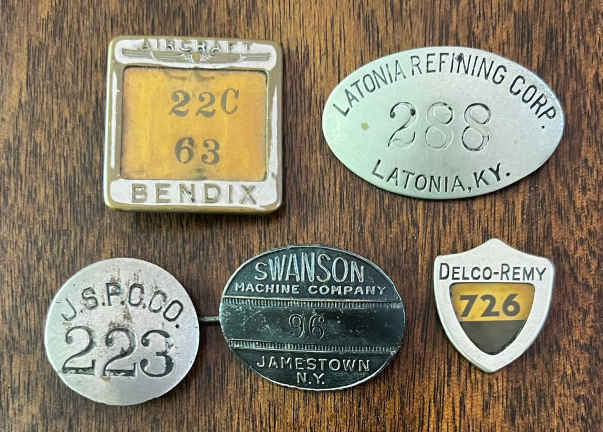 AIRCRAFT
22C
63
BENDIX
LATONIA REFINING CORP.
288
LATONIA, KY.
J.S.P.C.CO.
223
SWANSON
MACHINE COMPANY
96
JAMESTOWN
N.Y.
DELCO-REMY
726